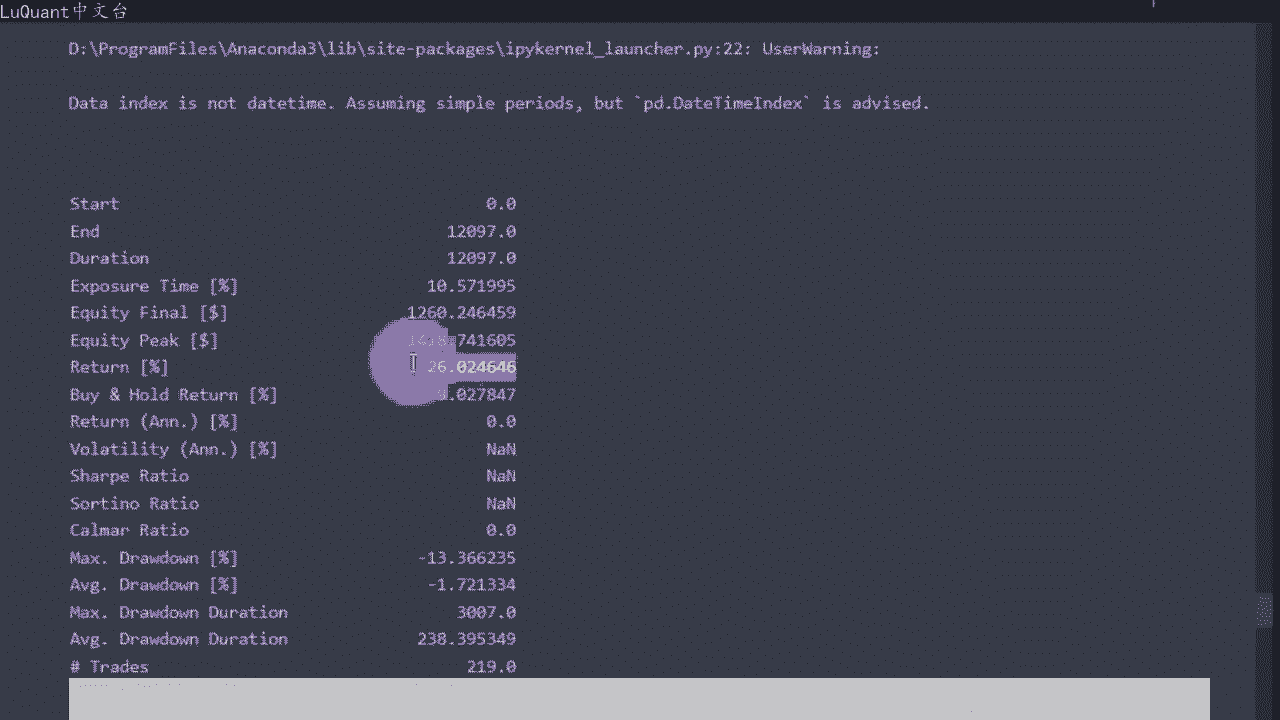 LuQuant中文台
D:\ProgramFiles\Anaconda3\lib\site-packages\ipykernel_launcher.py:22: UserWarning:
Data index is not datetime. Assuming simple periods, but `pd.DateTimeIndex` is advised.
Start 0.0
End 12097.0
Duration 12097.0
Exposure Time [%] 10.571995
Equity Final [$] 1260.246459
Equity Peak [$]
Return [%] 26.024646
Buy & Hold Return [%]
Return (Ann.) [%] 0.0
Volatility (Ann.) [%] NaN
Sharpe Ratio NaN
Sortino Ratio NaN
Calmar Ratio 0.0
Max. Drawdown [%] -13.366235
Avg. Drawdown [%] -1.721334
Max. Drawdown Duration 3007.0
Avg. Drawdown Duration 238.395349
# Trades 219.0